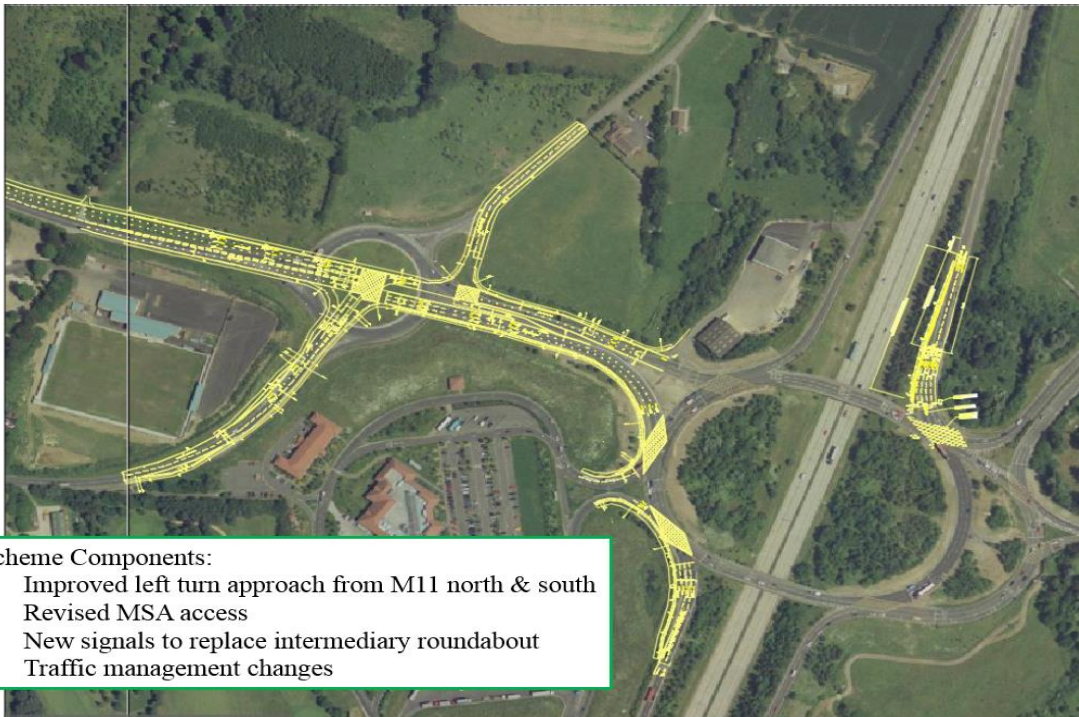 cheme Components:
Improved left turn approach from M11 north & south
Revised MSA access
New signals to replace intermediary roundabout
Traffic management changes